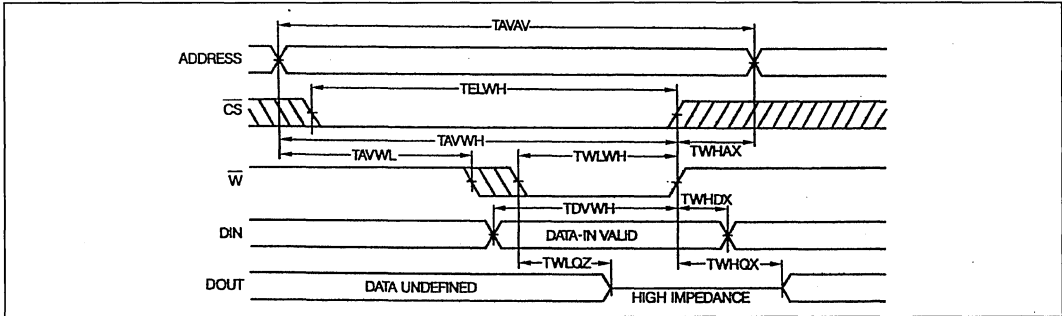 TAVAV
ADDRESS
TELWH
CS
TAVWH
TAVWL
TWLWH
TWHAX
W
TDVWH
TWHDX
DIN
DATA-IN VALID
TWLQZ
TWHQX
DOUT
DATA UNDEFINED
HIGH IMPEDANCE